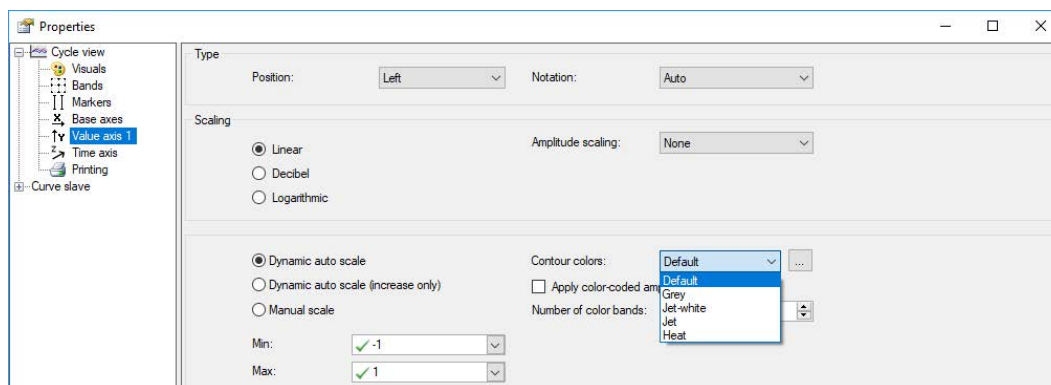 Properties
Cycle view
Visuals
Bands
Markers
Base axes
Value axis 1
Time axis
Printing
Curve slave
Type
Position: Left Notation: Auto
Scaling
Linear Amplitude scaling: None
Decibel
Logarithmic
Dynamic auto scale Contour colors: Default ...
Dynamic auto scale (increase only) Apply color-coded
Manual scale Number of color bands:
Default
Grey
Jet-white
Jet
Heat
Min: -1
Max: 1